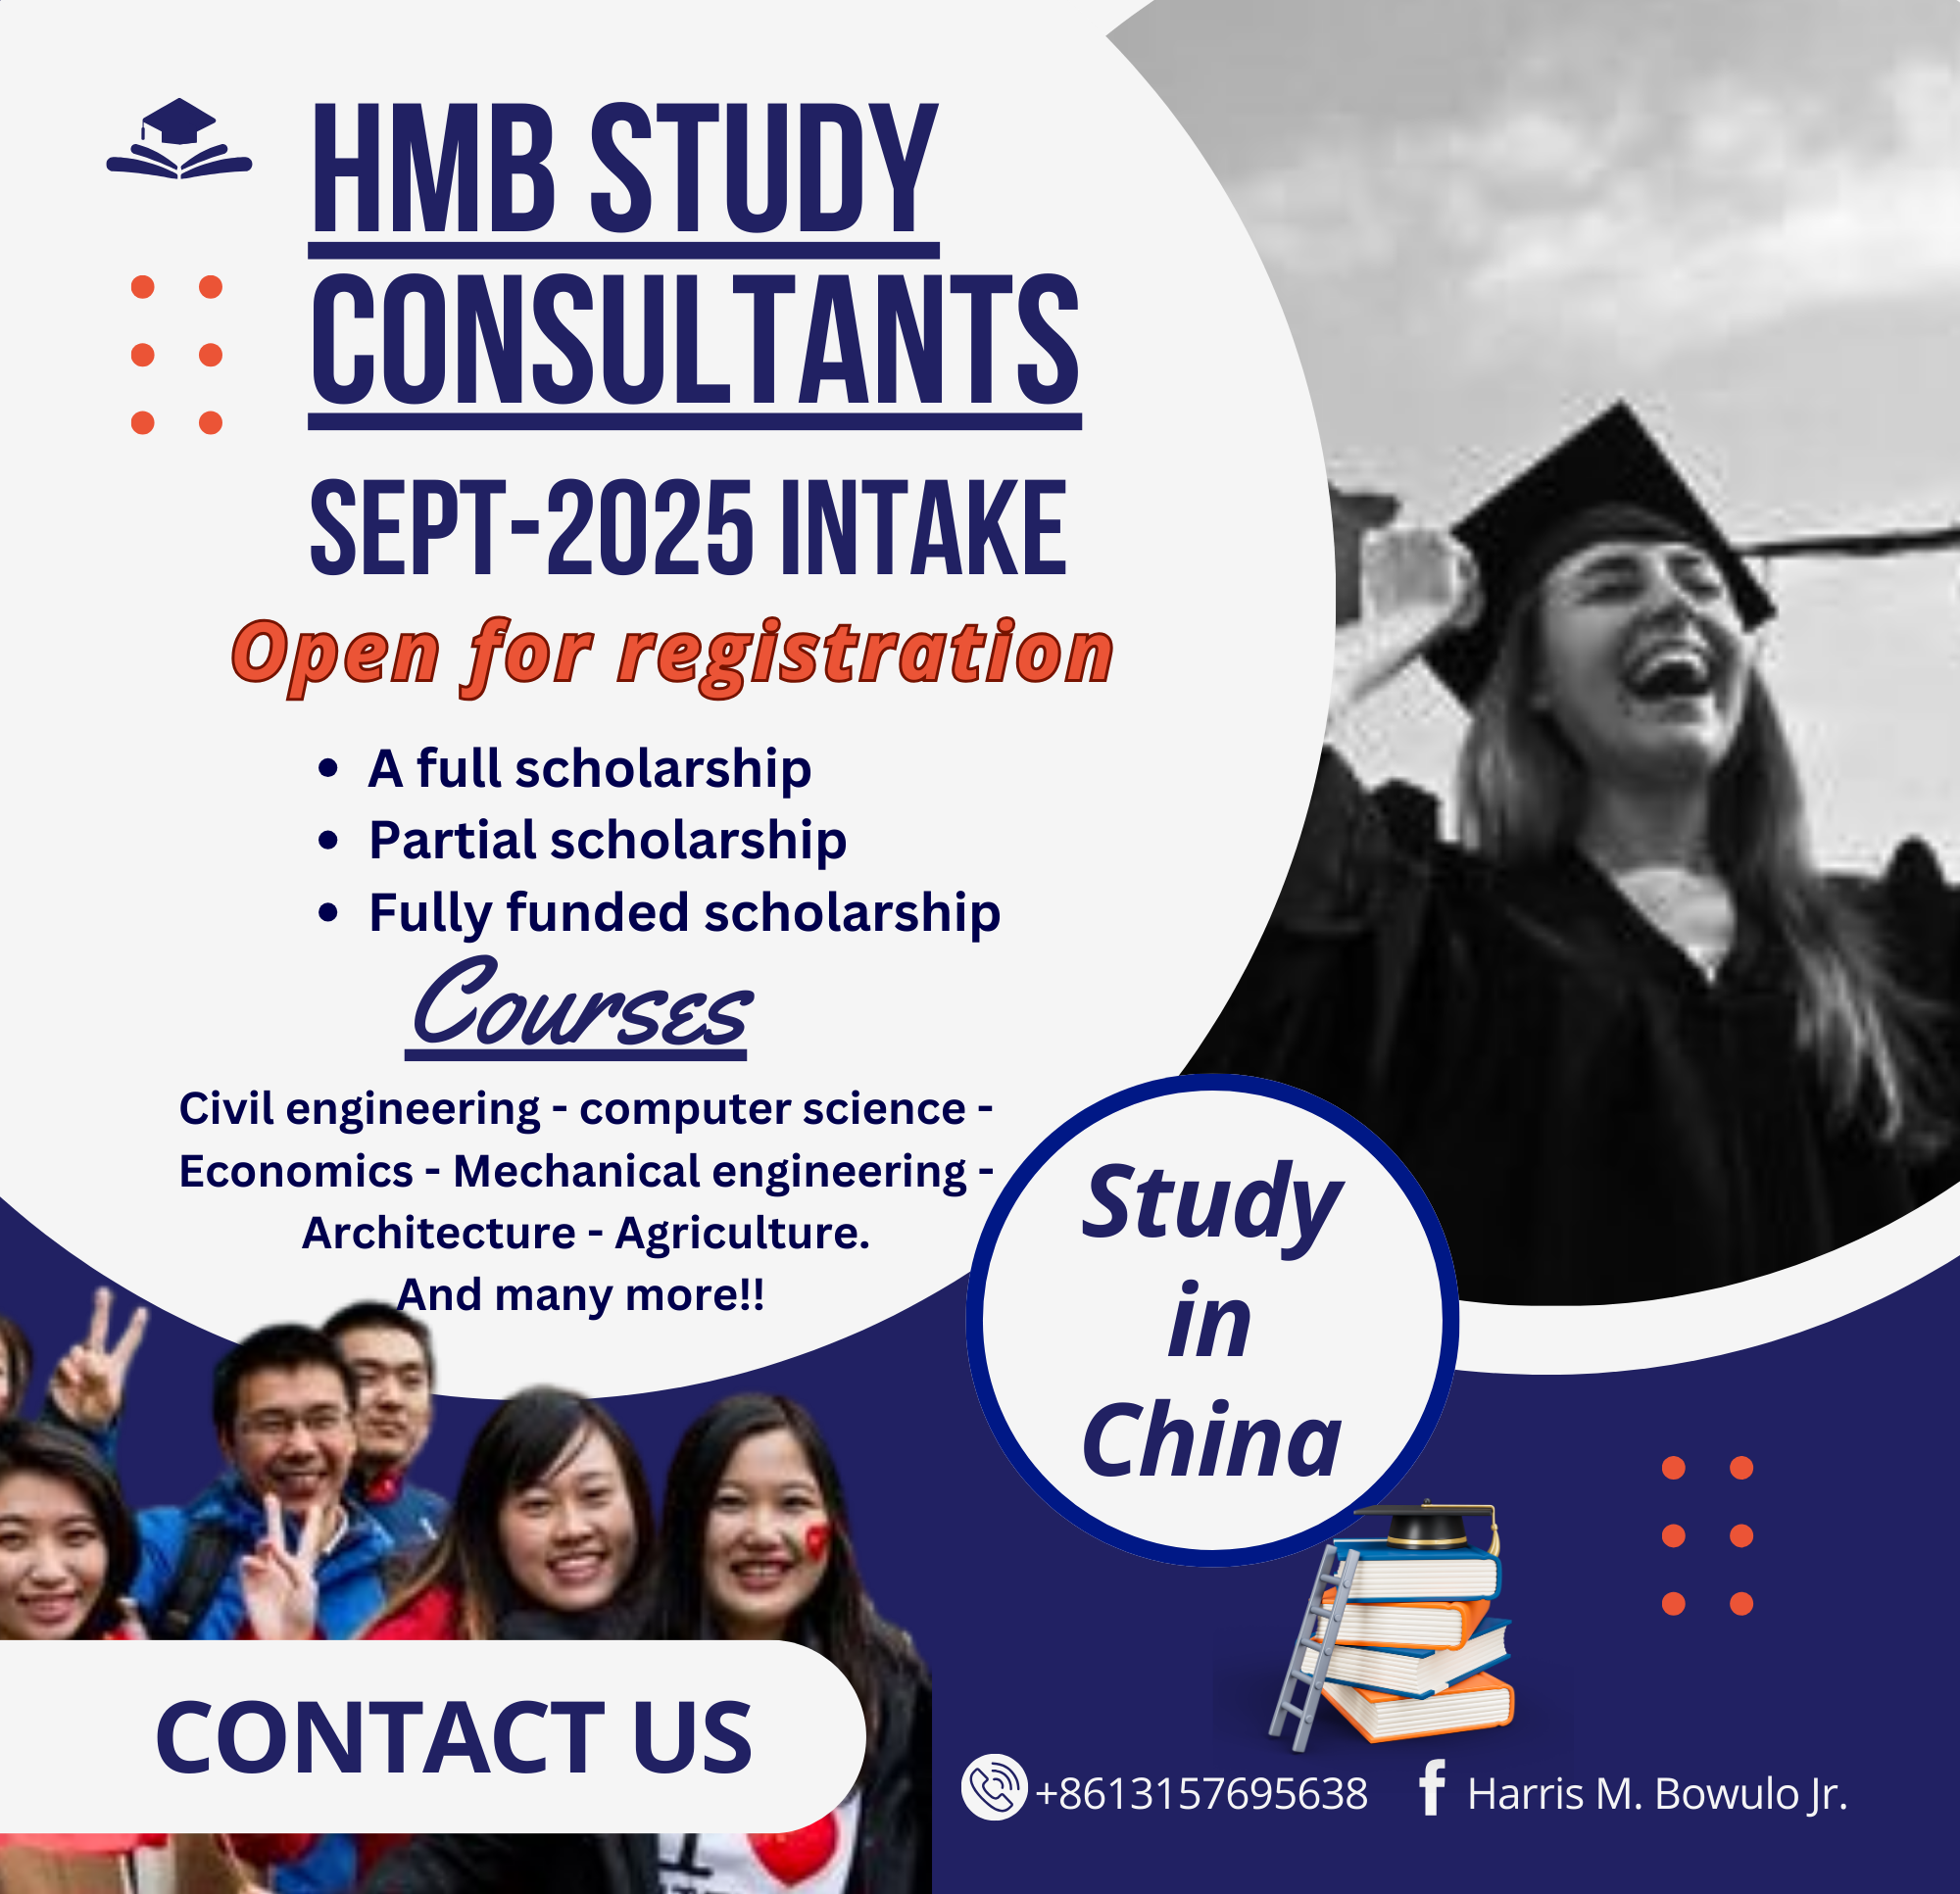 HMB STUDY
CONSULTANTS
SEPT-2025 INTAKE
Open for registration
• A full scholarship
• Partial scholarship
• Fully funded scholarship
Courses
Civil engineering - computer science -
Economics - Mechanical engineering -
Architecture - Agriculture.
And many more!!
Study
in
China
CONTACT US
+8613157695638
f Harris M. Bowulo Jr.